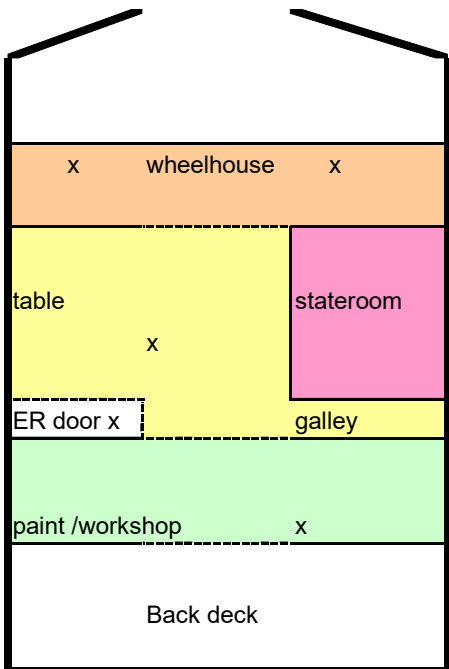 x wheelhouse x
table stateroom
x
ER door x galley
paint /workshop x
Back deck